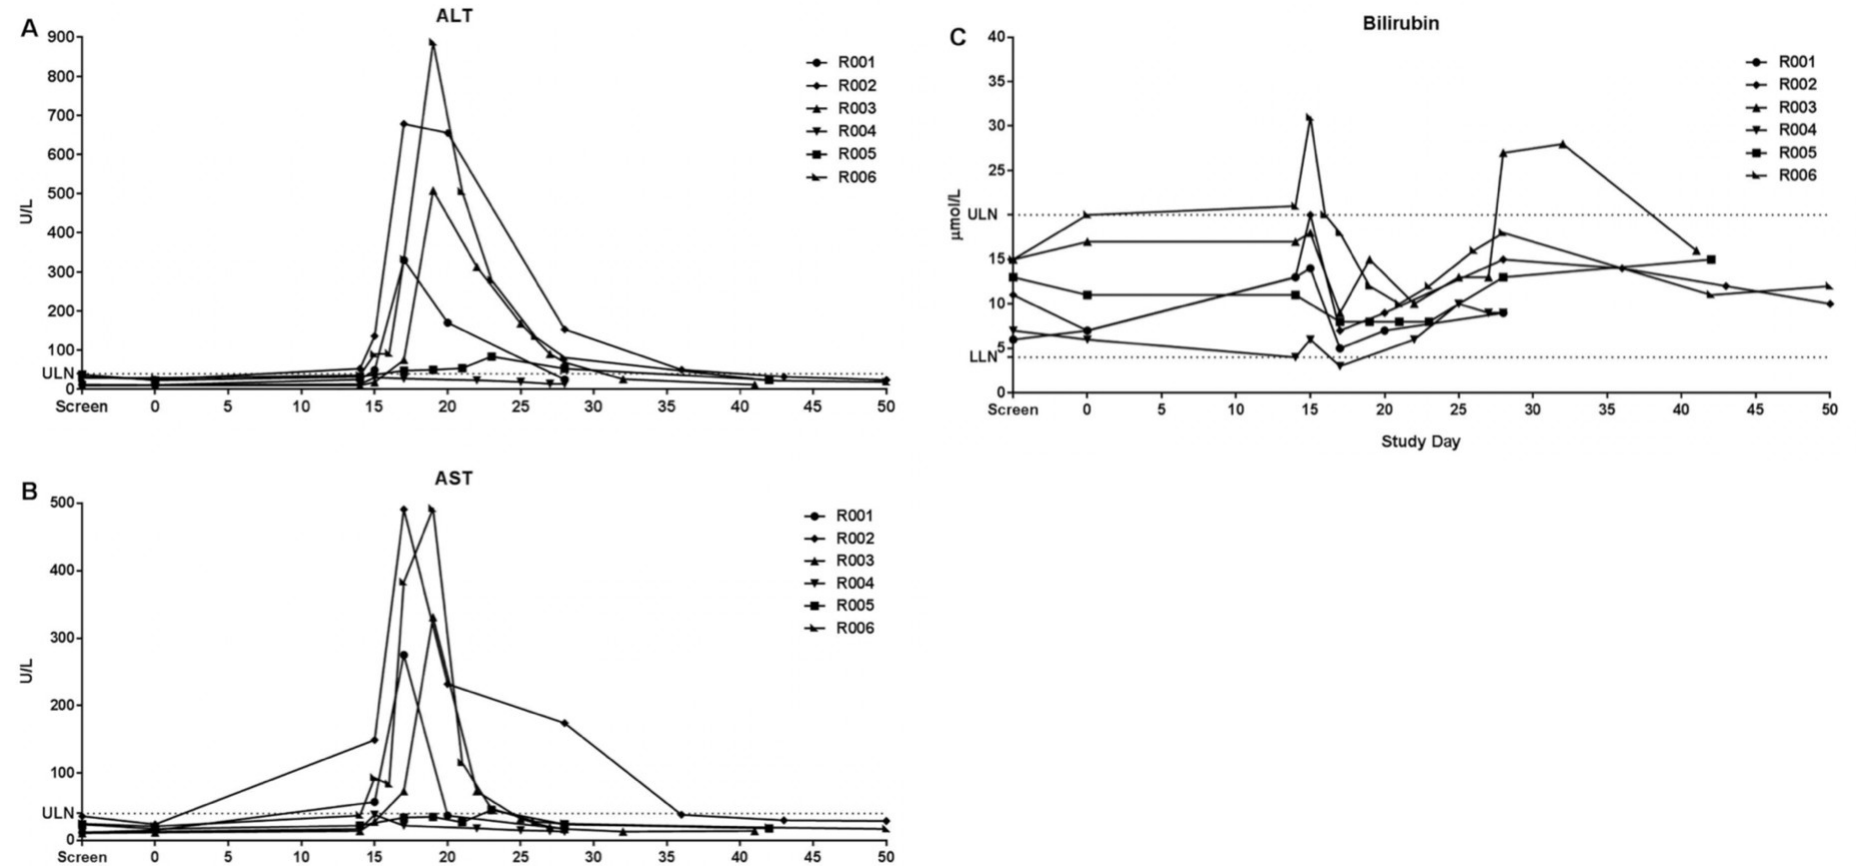 A
ALT
900
800
700
600
500
400
300
200
100
ULN
0
U/L
Screen 0 5 10 15 20 25 30 35 40 45 50
R001
R002
R003
R004
R005
R006
B
AST
500
400
300
200
100
ULN
0
U/L
Screen 0 5 10 15 20 25 30 35 40 45 50
R001
R002
R003
R004
R005
R006
C
Bilirubin
40
35
30
25
ULN
15
10
5
LLN
0
µmol/L
Screen 0 5 10 15 20 25 30 35 40 45 50
Study Day
R001
R002
R003
R004
R005
R006